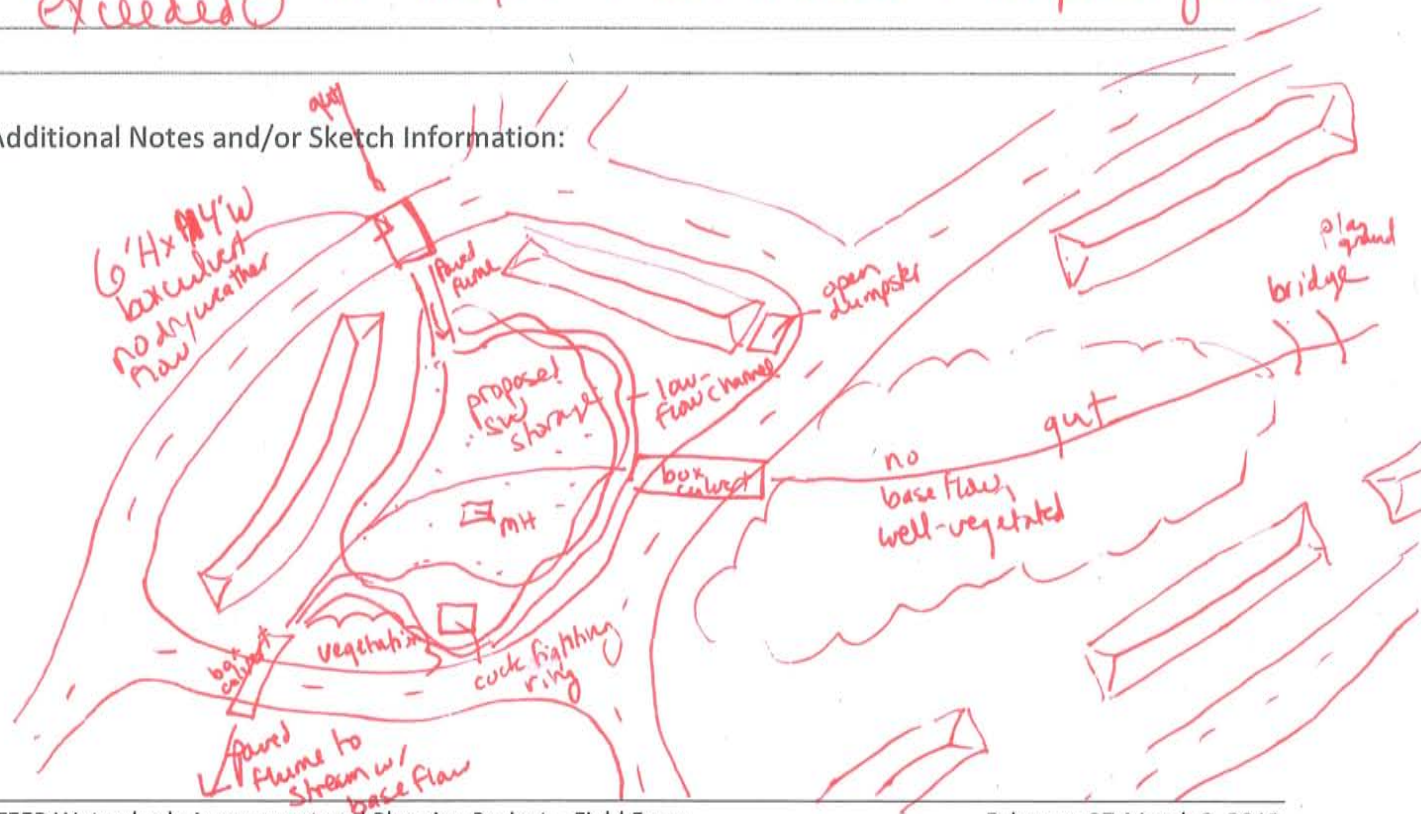 exceeded
Additional Notes and/or Sketch Information:
gut
6'H x 4'W
box culvert
no dry weather
flow
paved
flume
open
dumpster
play
ground
bridge
proposed
SW
storage
low-
flow channel
gut
no
base flow,
well-vegetated
box
culvert
MH
vegetation
box
culvert
cock fighting
ring
paved
flume to
stream w/
base flow